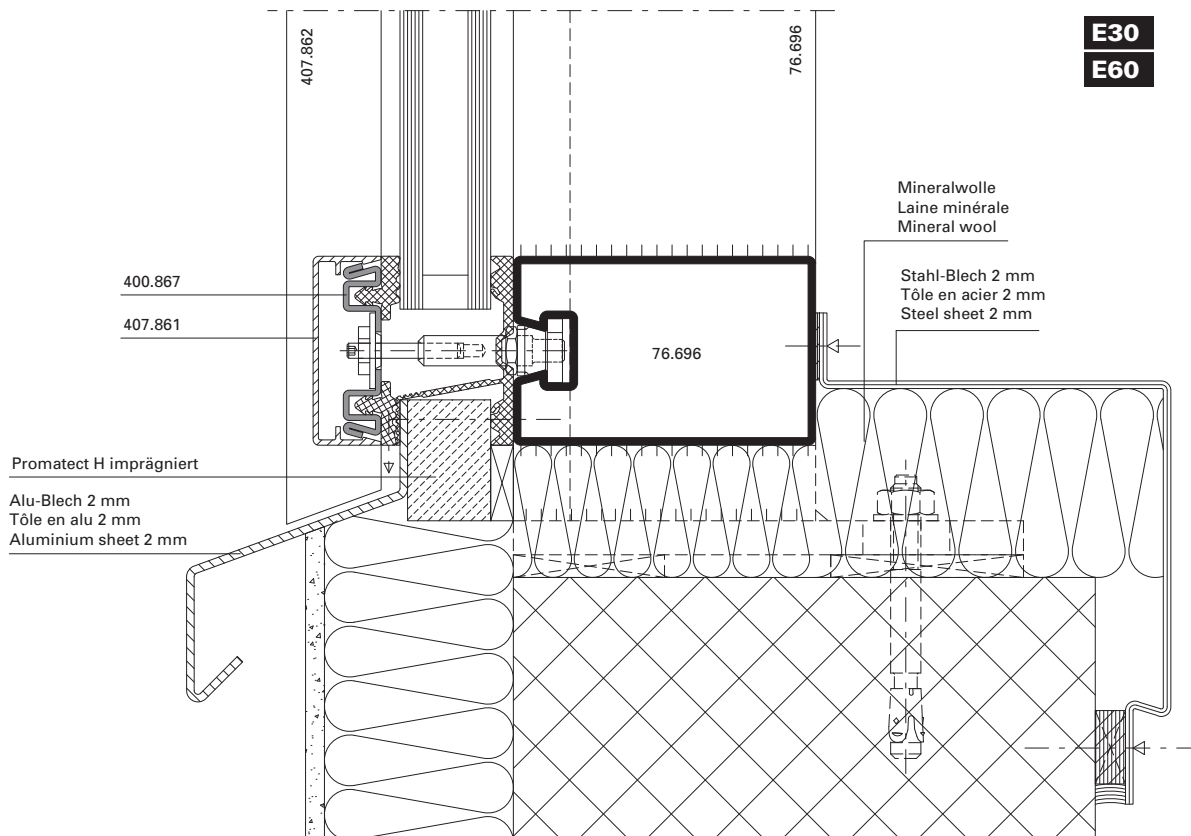 407.862
76.696
E30
E60
Mineralwolle
Laine minérale
Mineral wool
Stahl-Blech 2 mm
Tôle en acier 2 mm
Steel sheet 2 mm
400.867
407.861
76.696
Promatect H imprägniert
Alu-Blech 2 mm
Tôle en alu 2 mm
Aluminium sheet 2 mm